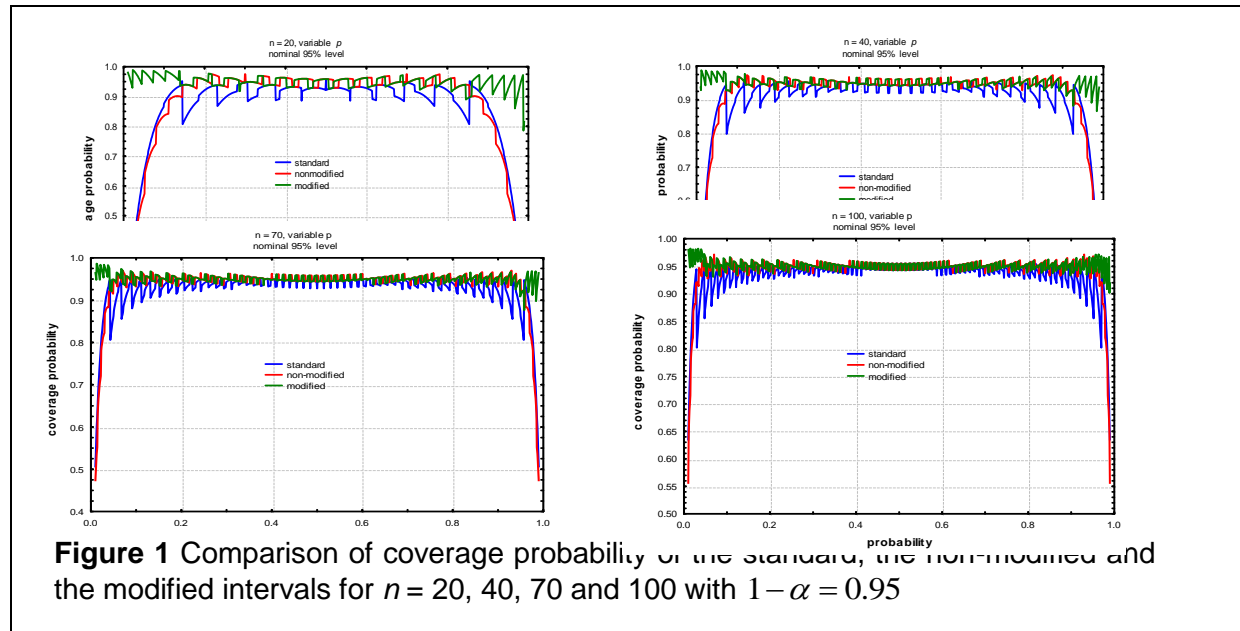 n = 20, variable p
nominal 95% level
1.0
0.9
0.8
0.7
0.6
0.5
age probability
standard
nonmodified
modified
n = 40, variable p
nominal 95% level
1.0
0.9
0.8
0.7
probability
standard
non-modified
n = 70, variable p
nominal 95% level
1.0
0.9
0.8
0.7
0.6
0.5
0.4
coverage probability
standard
non-modified
modified
0.0 0.2 0.4 0.6 0.8 1.0
n = 100, variable p
nominal 95% level
1.00
0.95
0.90
0.85
0.80
0.75
0.70
0.65
0.60
0.55
0.50
coverage probability
standard
non-modified
modified
0.0 0.2 0.4 0.6 0.8 1.0
probability
Figure 1 Comparison of coverage probability of the standard, the non-modified and
the modified intervals for n = 20, 40, 70 and 100 with 1−α = 0.95